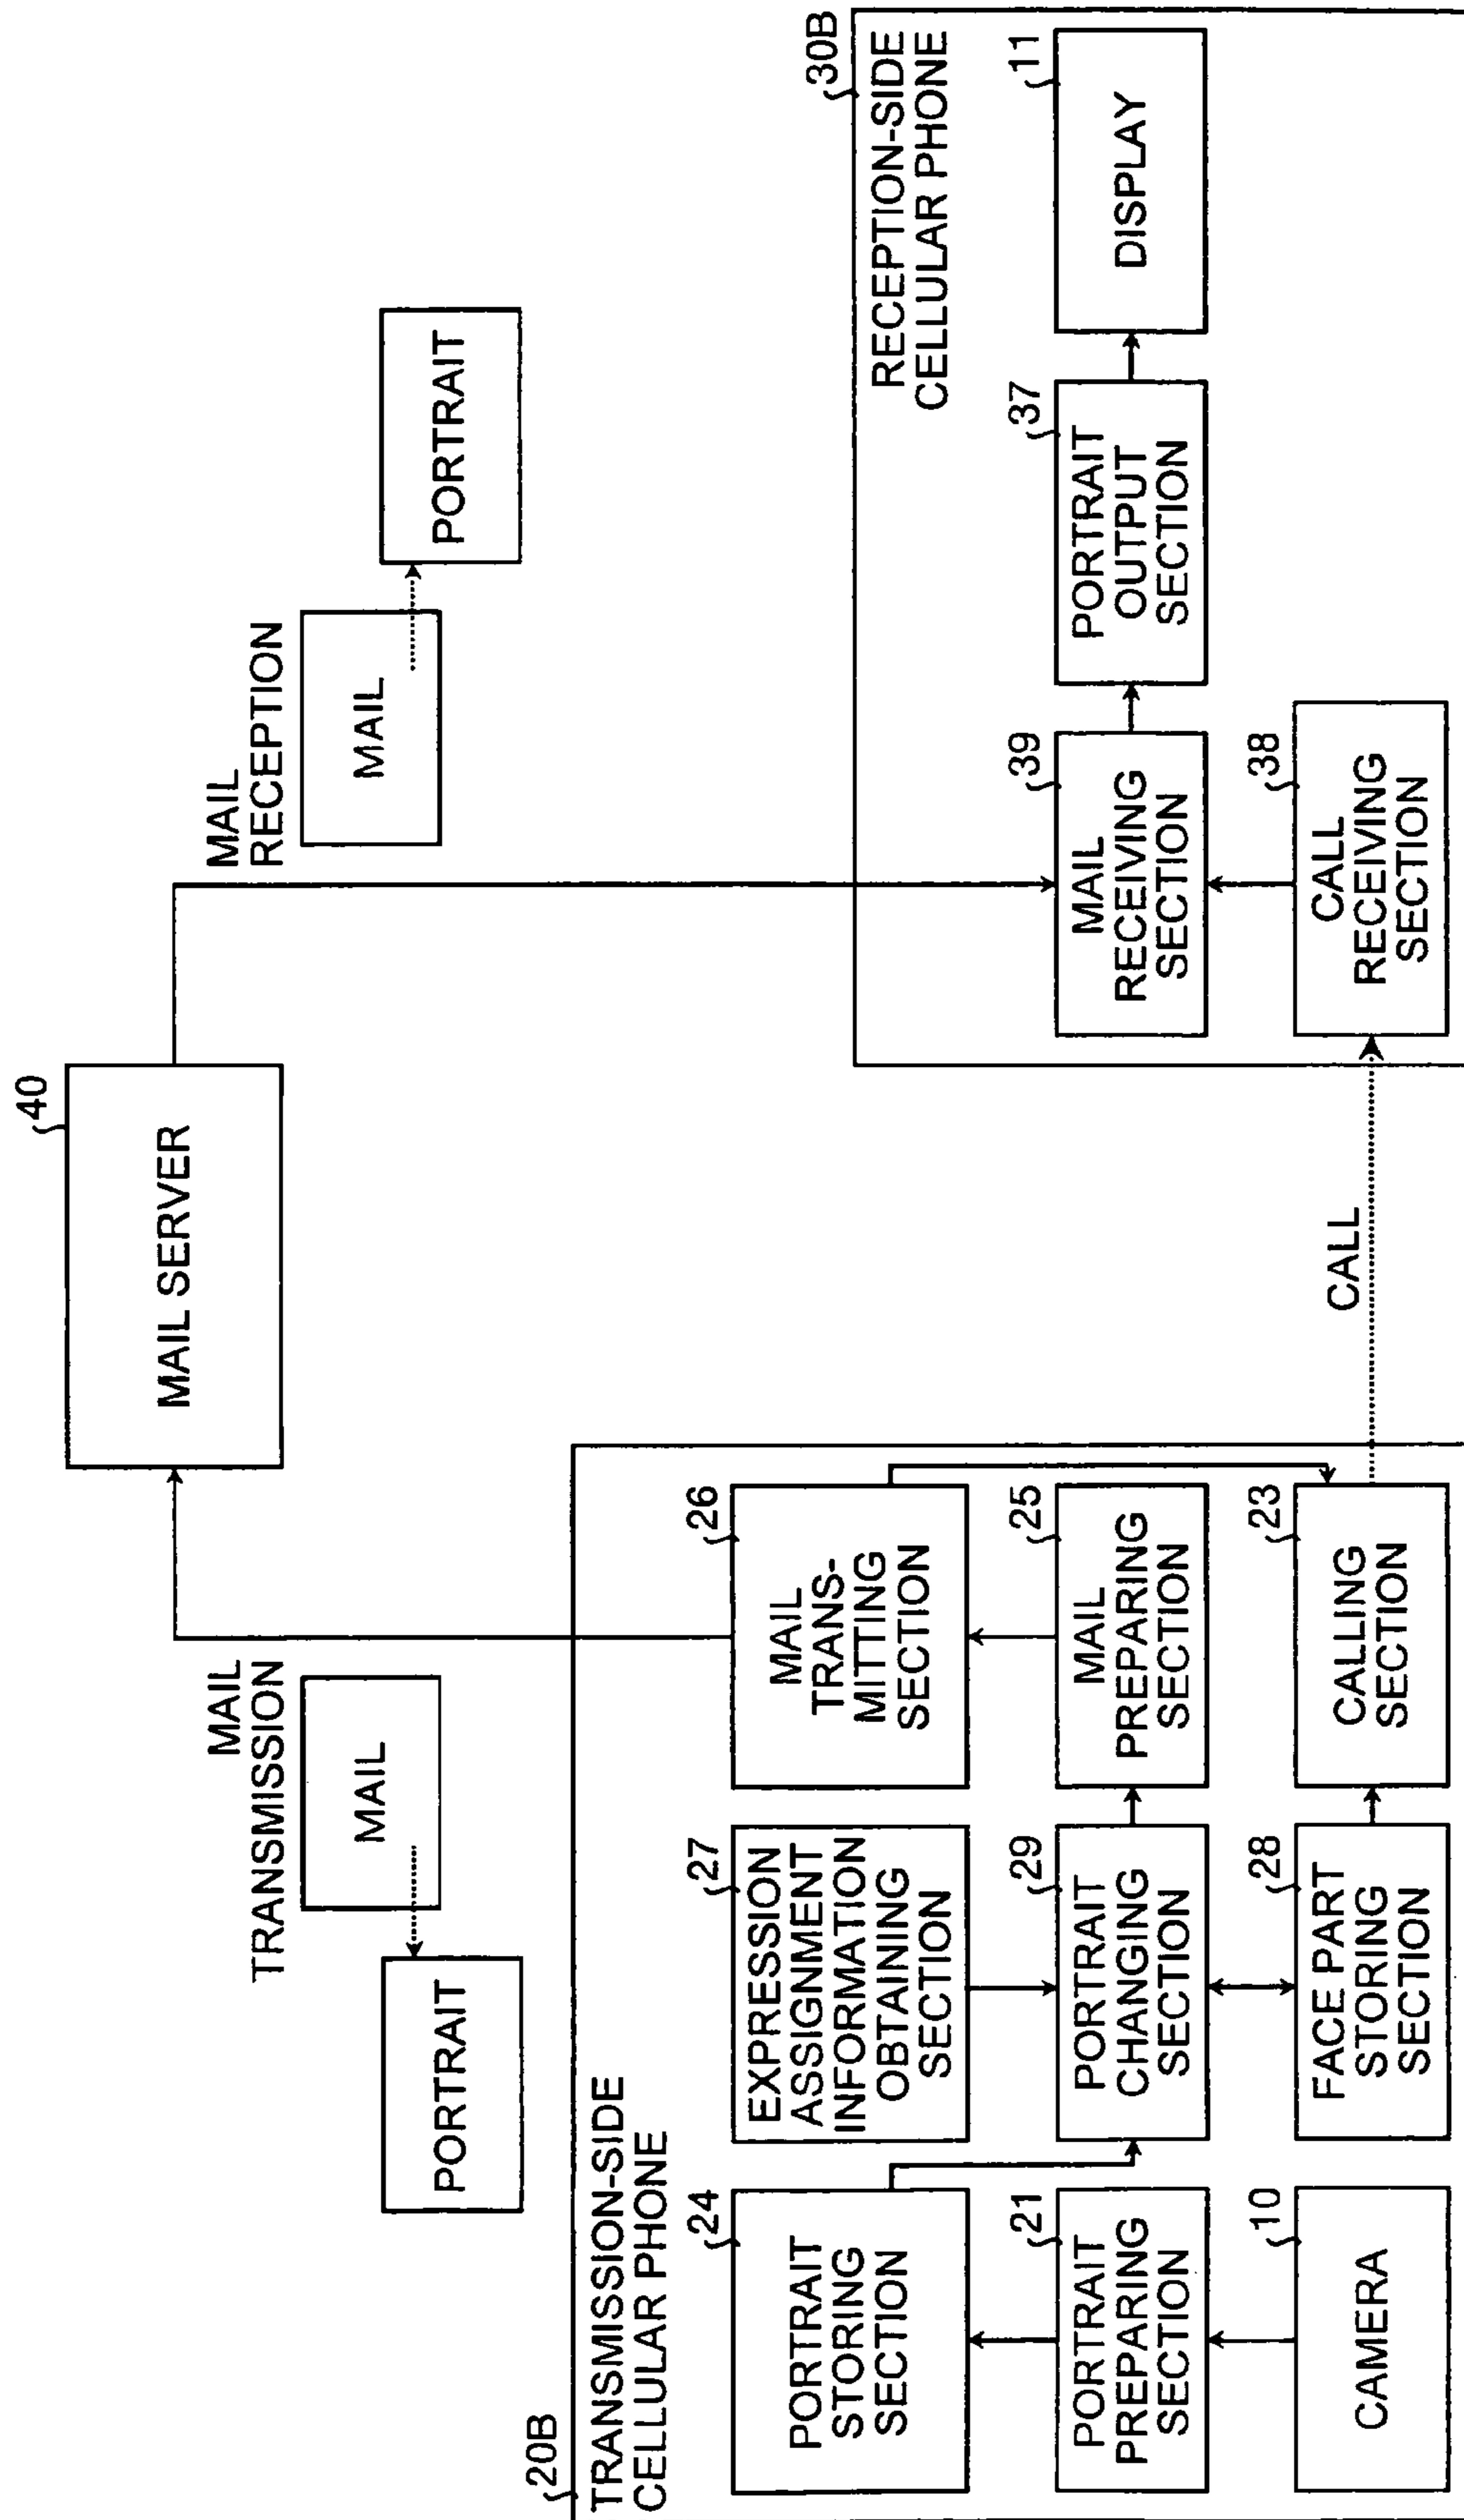 40
MAIL SERVER
MAIL
TRANSMISSION
MAIL
PORTRAIT
MAIL
RECEPTION
MAIL
PORTRAIT
20B
TRANSMISSION-SIDE
CELLULAR PHONE
24
PORTRAIT
STORING
SECTION
27
EXPRESSION
ASSIGNMENT
INFORMATION
OBTAINING
SECTION
26
MAIL
TRANS-
MITTING
SECTION
21
PORTRAIT
PREPARING
SECTION
29
PORTRAIT
CHANGING
SECTION
25
MAIL
PREPARING
SECTION
10
CAMERA
28
FACE PART
STORING
SECTION
23
CALLING
SECTION
CALL
30B
RECEPTION-SIDE
CELLULAR PHONE
39
MAIL
RECEIVING
SECTION
37
PORTRAIT
OUTPUT
SECTION
11
DISPLAY
38
CALL
RECEIVING
SECTION